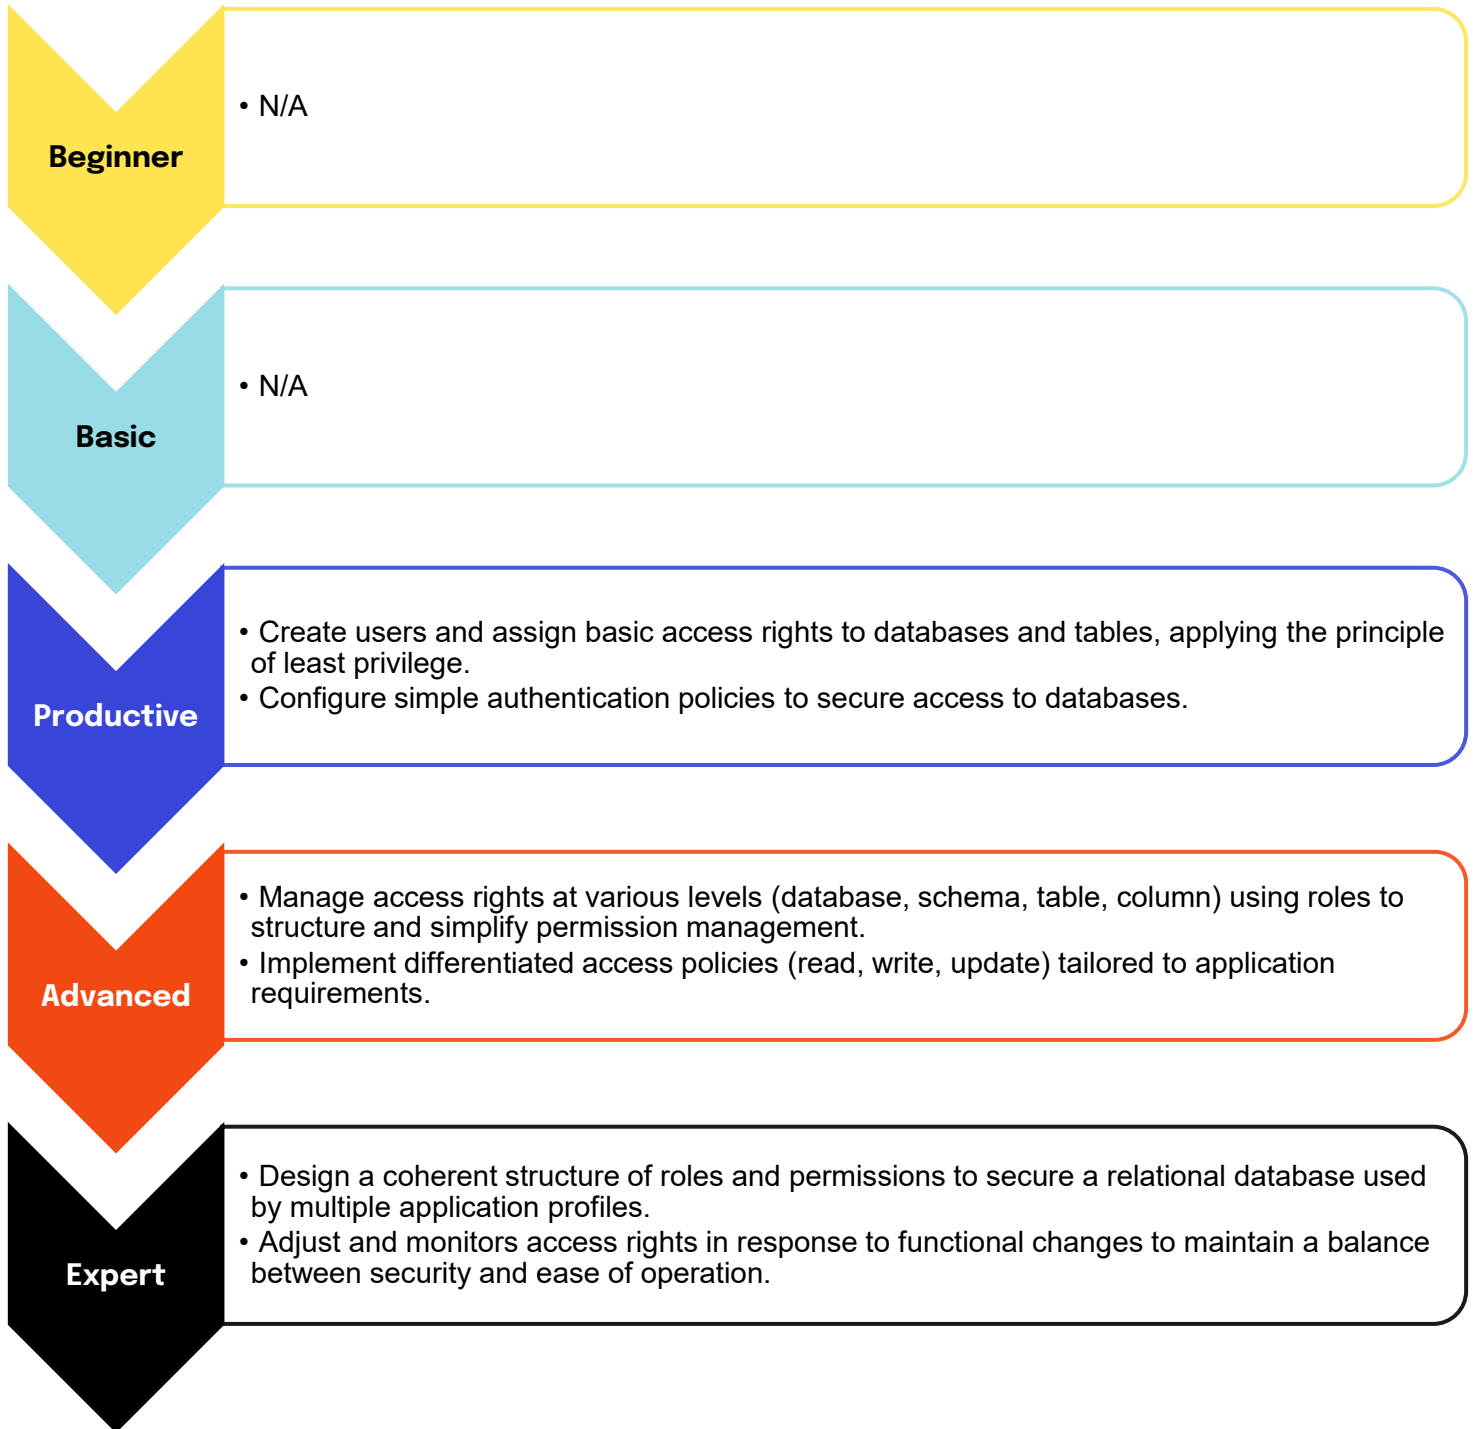 Beginner
• N/A
Basic
• N/A
Productive
• Create users and assign basic access rights to databases and tables, applying the principle
of least privilege.
• Configure simple authentication policies to secure access to databases.
Advanced
• Manage access rights at various levels (database, schema, table, column) using roles to
structure and simplify permission management.
• Implement differentiated access policies (read, write, update) tailored to application
requirements.
Expert
• Design a coherent structure of roles and permissions to secure a relational database used
by multiple application profiles.
• Adjust and monitors access rights in response to functional changes to maintain a balance
between security and ease of operation.